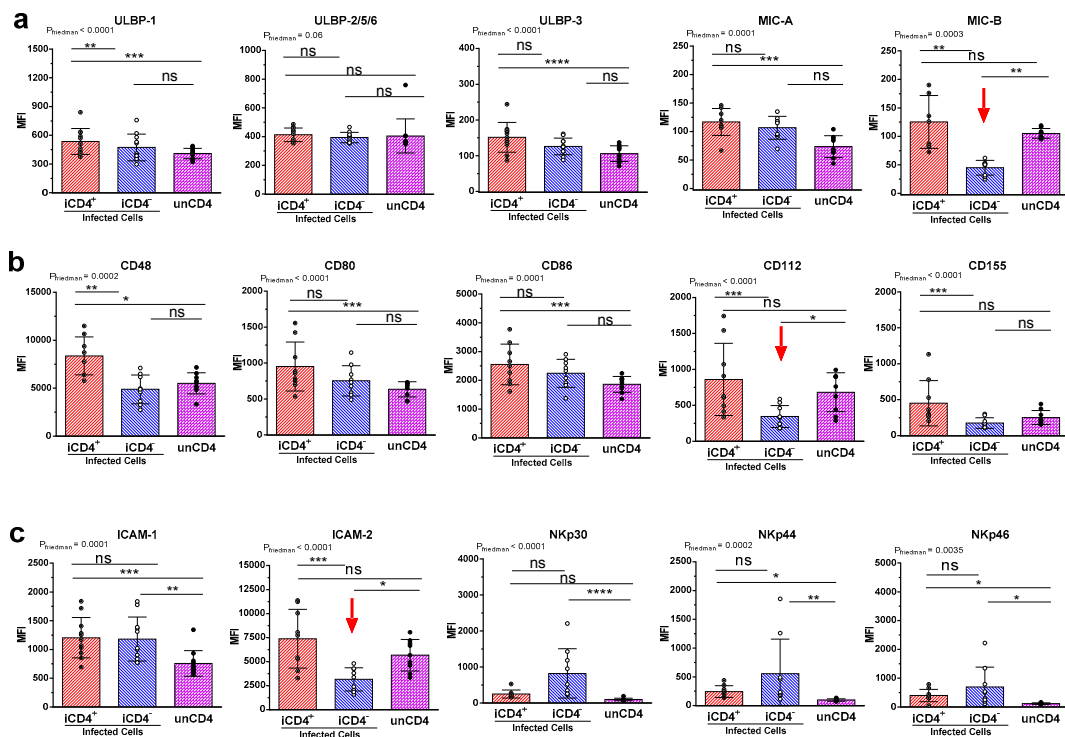 a
ULBP-1
Pfriedman < 0.0001
**
***
ns
MFI
1500
1200
900
600
300
0
iCD4+ iCD4- unCD4
Infected Cells
ULBP-2/5/6
Pfriedman = 0.06
ns
ns
ns
MFI
1000
800
600
400
200
0
iCD4+ iCD4- unCD4
Infected Cells
ULBP-3
Pfriedman < 0.0001
ns
****
ns
MFI
400
300
200
100
0
iCD4+ iCD4- unCD4
Infected Cells
MIC-A
Pfriedman = 0.0001
ns
***
ns
MFI
250
200
150
100
50
0
iCD4+ iCD4- unCD4
Infected Cells
MIC-B
Pfriedman = 0.0003
**
ns
**
MFI
200
150
100
50
0
iCD4+ iCD4- unCD4
Infected Cells
b
CD48
Pfriedman = 0.0002
**
*
ns
MFI
15000
10000
5000
0
iCD4+ iCD4- unCD4
Infected Cells
CD80
Pfriedman < 0.0001
ns
***
ns
MFI
2000
1500
1000
500
0
iCD4+ iCD4- unCD4
Infected Cells
CD86
Pfriedman = 0.0001
ns
***
ns
MFI
5000
4000
3000
2000
1000
0
iCD4+ iCD4- unCD4
Infected Cells
CD112
Pfriedman < 0.0001
***
ns
*
MFI
2000
1500
1000
500
0
iCD4+ iCD4- unCD4
Infected Cells
CD155
Pfriedman < 0.0001
***
ns
ns
MFI
2000
1500
1000
500
0
iCD4+ iCD4- unCD4
Infected Cells
c
ICAM-1
Pfriedman = 0.0001
ns
***
**
MFI
2500
2000
1500
1000
500
0
iCD4+ iCD4- unCD4
Infected Cells
ICAM-2
Pfriedman < 0.0001
***
ns
*
MFI
15000
12500
10000
7500
5000
2500
0
iCD4+ iCD4- unCD4
Infected Cells
NKp30
Pfriedman < 0.0001
ns
ns
****
MFI
4000
3000
2000
1000
0
iCD4+ iCD4- unCD4
Infected Cells
NKp44
Pfriedman = 0.0002
ns
*
**
MFI
2500
2000
1500
1000
500
0
iCD4+ iCD4- unCD4
Infected Cells
NKp46
Pfriedman = 0.0035
ns
*
*
MFI
4000
3000
2000
1000
0
iCD4+ iCD4- unCD4
Infected Cells